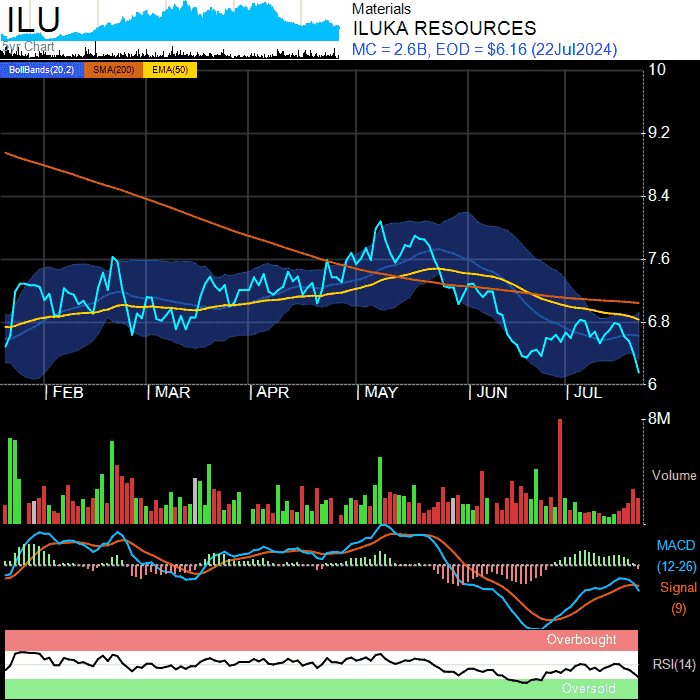 ILU
3yr Chart
Materials
ILUKA RESOURCES
MC = 2.6B, EOD = $6.16 (22Jul2024)
BollBands(20,2) SMA(200) EMA(50)
10
9.2
8.4
7.6
6.8
6
FEB MAR APR MAY JUN JUL
8M
Volume
MACD
(12-26)
Signal
(9)
Overbought
RSI(14)
Oversold